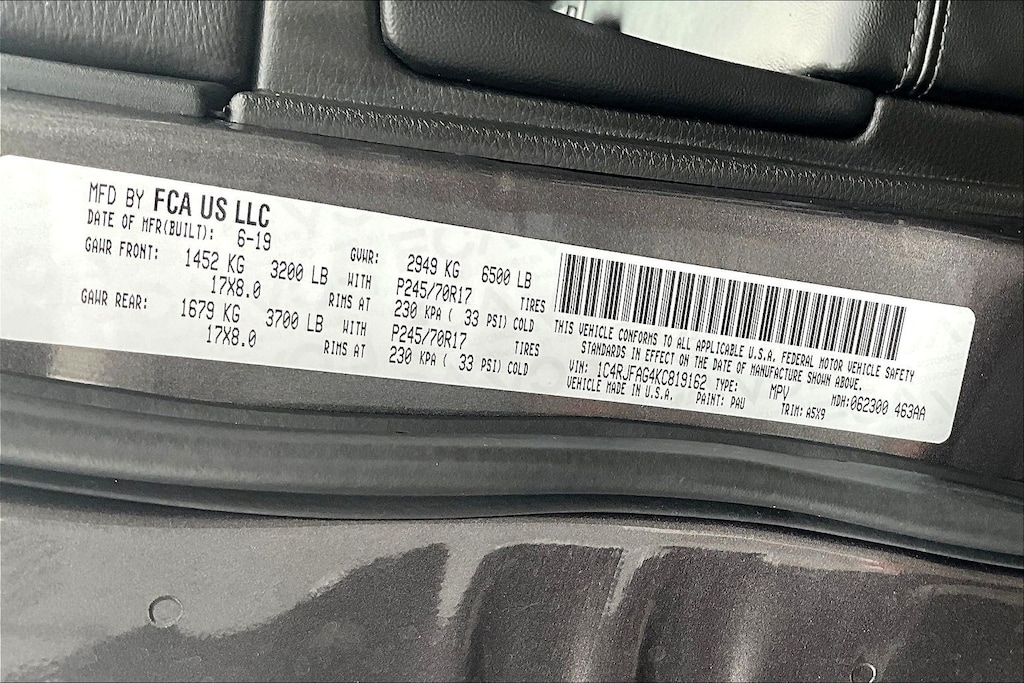 MFD BY FCA US LLC
DATE OF MFR(BUILT): 6-19
GAWR FRONT: 1452 KG 3200 LB WITH
17X8.0 RIMS AT
GAWR REAR: 1679 KG 3700 LB WITH
17X8.0 RIMS AT
GVWR: 2949 KG 6500 LB
P245/70R17 TIRES
230 KPA ( 33 PSI) COLD
P245/70R17 TIRES
230 KPA ( 33 PSI) COLD
THIS VEHICLE CONFORMS TO ALL APPLICABLE U.S.A. FEDERAL MOTOR VEHICLE SAFETY
STANDARDS IN EFFECT ON THE DATE OF MANUFACTURE SHOWN ABOVE.
VIN: 1C4RJFAG4KC819162 TYPE: MPV MDH:062300 463AA
VEHICLE MADE IN U.S.A. PAINT: PAU TRIM: A5X9